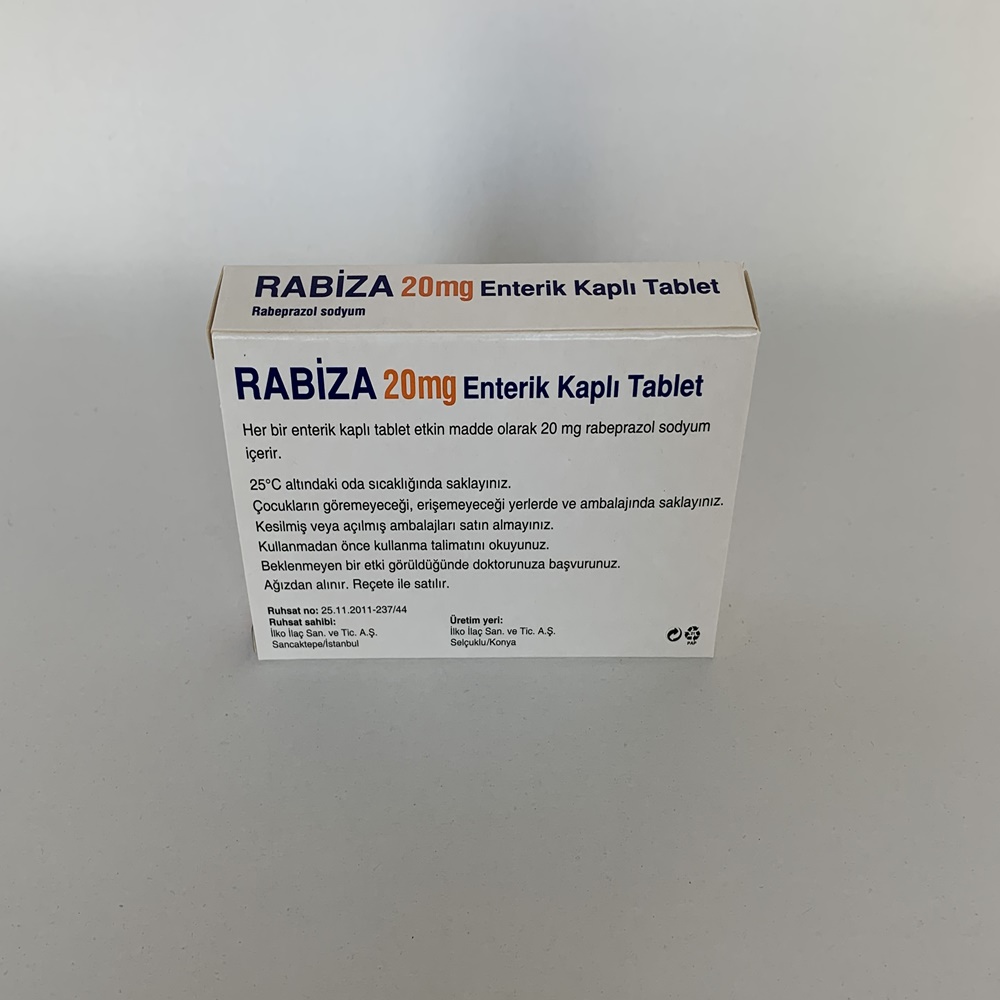 RABİZA 20mg Enterik Kaplı Tablet
Rabeprazol sodyum
RABİZA 20mg Enterik Kaplı Tablet
Her bir enterik kaplı tablet etkin madde olarak 20 mg rabeprazol sodyum
içerir.
25°C altındaki oda sıcaklığında saklayınız.
Çocukların göremeyeceği, erişemeyeceği yerlerde ve ambalajında saklayınız.
Kesilmiş veya açılmış ambalajları satın almayınız.
Kullanmadan önce kullanma talimatını okuyunuz.
Beklenmeyen bir etki görüldüğünde doktorunuza başvurunuz.
Ağızdan alınır. Reçete ile satılır.
Ruhsat no: 25.11.2011-237/44
Ruhsat sahibi:
İlko İlaç San. ve Tic. A.Ş.
Sancaktepe/İstanbul
Üretim yeri:
İlko İlaç San. ve Tic. A.Ş.
Selçuklu/Konya
PAP